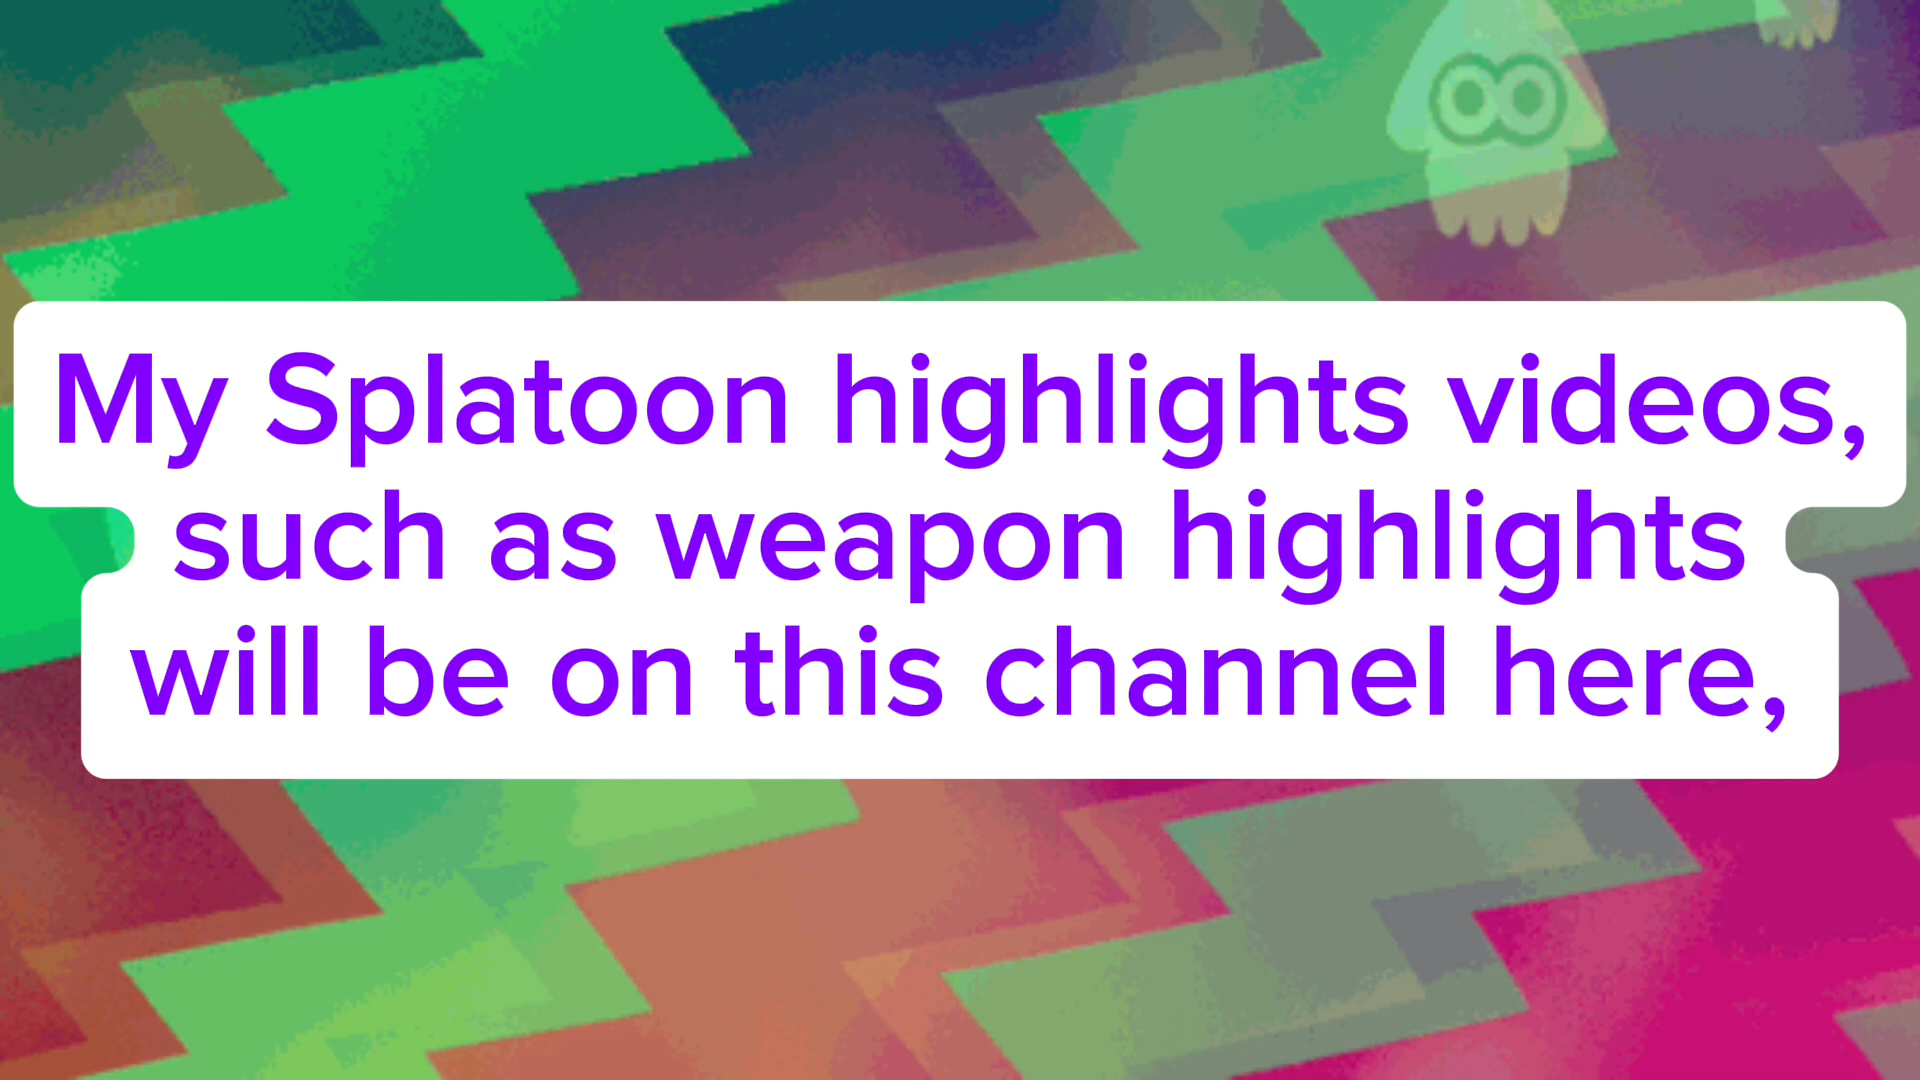 My Splatoon highlights videos,
such as weapon highlights
will be on this channel here,